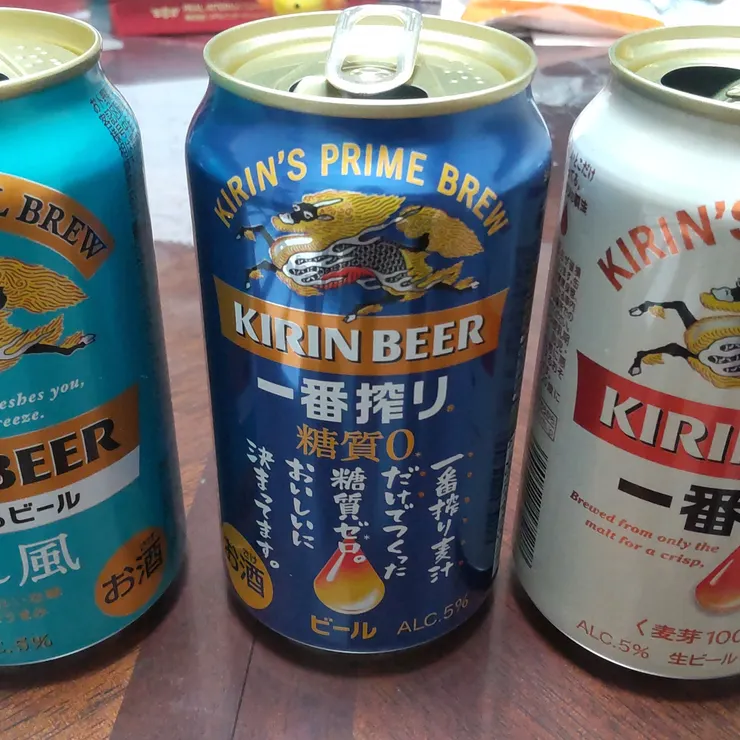 L BREW
eshes you,
reeze.
BEER
ビール
風
お酒
5%
KIRIN'S PRIME BREW
KIRIN BEER
一番搾り
糖質0
一番搾り麦汁
だけでつくった
糖質ゼロ。
おいしいに
決まってます。
お酒
ビール
ALC.5%
KIRIN'S
KIRI
一番
Brewed from only the
malt for a crisp,
く麦芽100
ALC.5%
生ビール